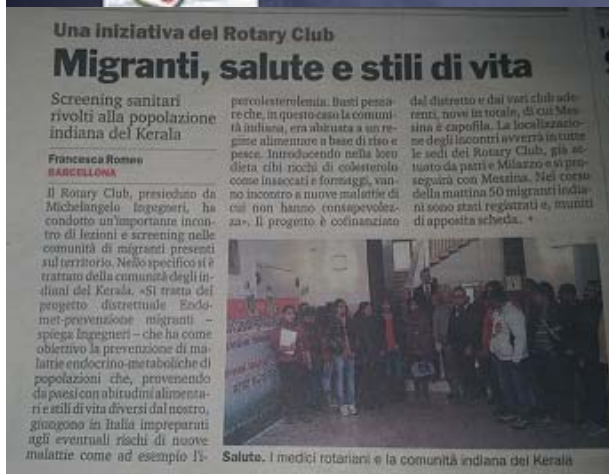 Una iniziativa del Rotary Club
Migranti, salute e stili di vita
Screening sanitari
rivolti alla popolazione
indiana del Kerala
Francesca Romeo
BARCELLONA
Il Rotary Club, presieduto da
Michelangelo Ingegneri, ha
condotto un'importante incon-
tro di lezioni e screening nelle
comunità di migranti presenti
sul territorio. Nello specifico si è
trattato della comunità degli in-
diani del Kerala. «Si tratta del
progetto distrettuale Endo-
met-prevenzione migranti –
spiega Ingegneri – che ha come
obiettivo la prevenzione di ma-
lattie endocrino-metaboliche di
popolazioni che, provenendo
da paesi con abitudini alimenta-
ri e stili di vita diversi dal nostro,
giungono in Italia impreparati
agli eventuali rischi di nuove
malattie come ad esempio l'i-
percolesterolemia. Basti pensa-
re che, in questo caso la comuni-
tà indiana, era abituata a un re-
gime alimentare a base di riso e
pesce. Introducendo nella loro
dieta cibi ricchi di colesterolo
come insaccati e formaggi, van-
no incontro a nuove malattie di
cui non hanno consapevolez-
za». Il progetto è cofinanziato
dal distretto e dai vari club ade-
renti, nove in totale, di cui Mes-
sina è capofila. La localizzazio-
ne degli incontri avverrà in tutte
le sedi del Rotary Club, già at-
tuato da patti e Milazzo e si pro-
seguirà con Messina. Nel corso
della mattina 50 migranti india-
ni sono stati registrati e, muniti
di apposita scheda.
Salute. I medici rotariani e la comunità indiana del Kerala